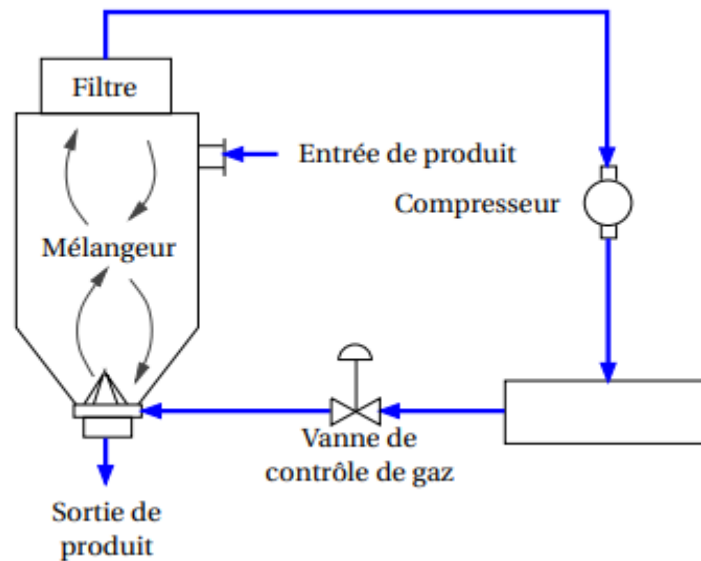 Filtre
Entrée de produit
Compresseur
Mélangeur
Vanne de
contrôle de gaz
Sortie de
produit